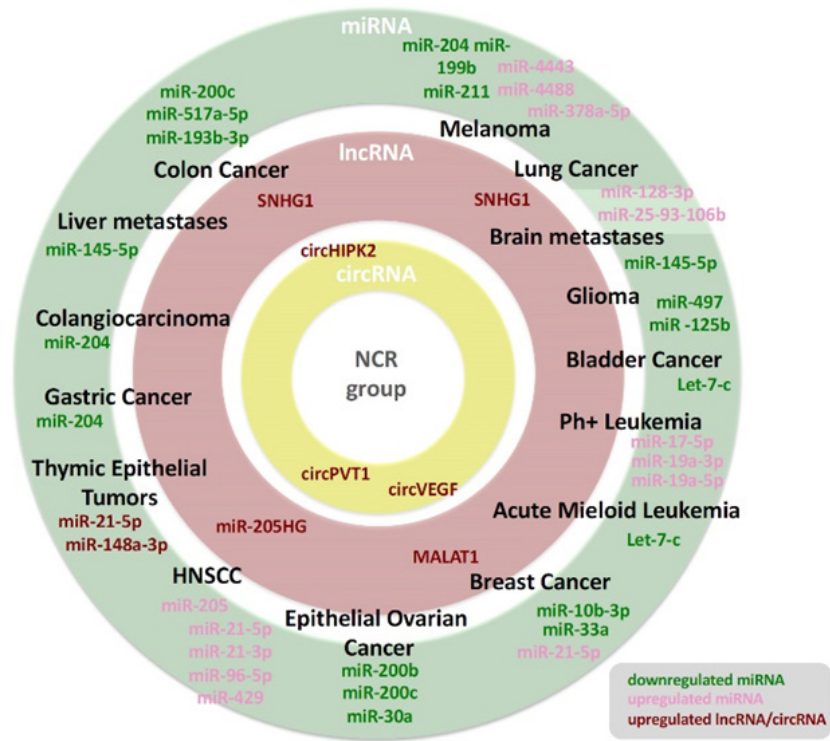 miRNA
miR-204 miR-
199b
miR-211
miR-4443
miR-4488
miR-378a-5p
Melanoma
miR-200c
miR-517a-5p
miR-193b-3p
Colon Cancer
lncRNA
SNHG1
SNHG1
Lung Cancer
miR-128-3p
miR-25-93-106b
Brain metastases
miR-145-5p
Liver metastases
miR-145-5p
circHIPK2
circRNA
Glioma
miR-497
miR -125b
Colangiocarcinoma
miR-204
NCR
group
Bladder Cancer
Let-7-c
Gastric Cancer
miR-204
Ph+ Leukemia
miR-17-5p
miR-19a-3p
miR-19a-5p
Thymic Epithelial
Tumors
miR-21-5p
miR-148a-3p
circPVT1
circVEGF
Acute Mieloid Leukemia
Let-7-c
miR-205HG
MALAT1
HNSCC
miR-205
miR-21-5p
miR-21-3p
miR-96-5p
miR-429
Epithelial Ovarian
Cancer
miR-200b
miR-200c
miR-30a
Breast Cancer
miR-10b-3p
miR-33a
miR-21-5p
downregulated miRNA
upregulated miRNA
upregulated lncRNA/circRNA